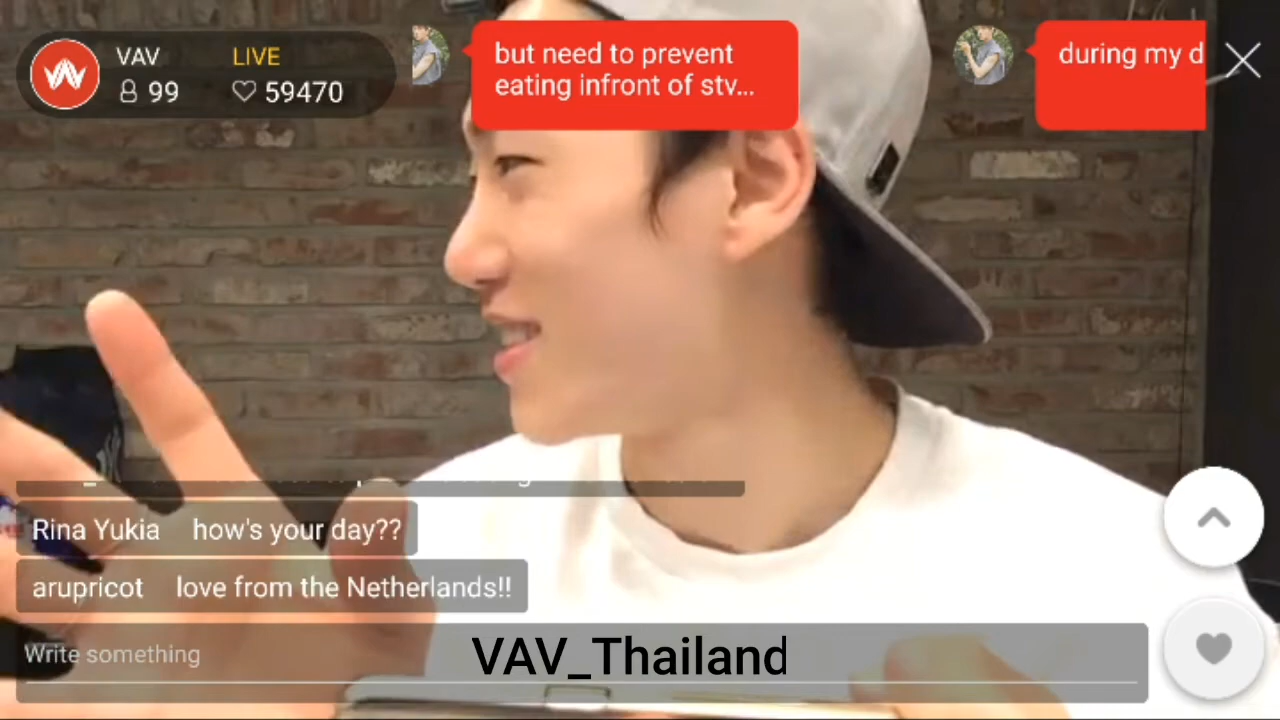 VAV LIVE
99 59470
but need to prevent
eating infront of stv...
during my d
Rina Yukia how's your day??
arupricot love from the Netherlands!!
Write something
VAV_Thailand